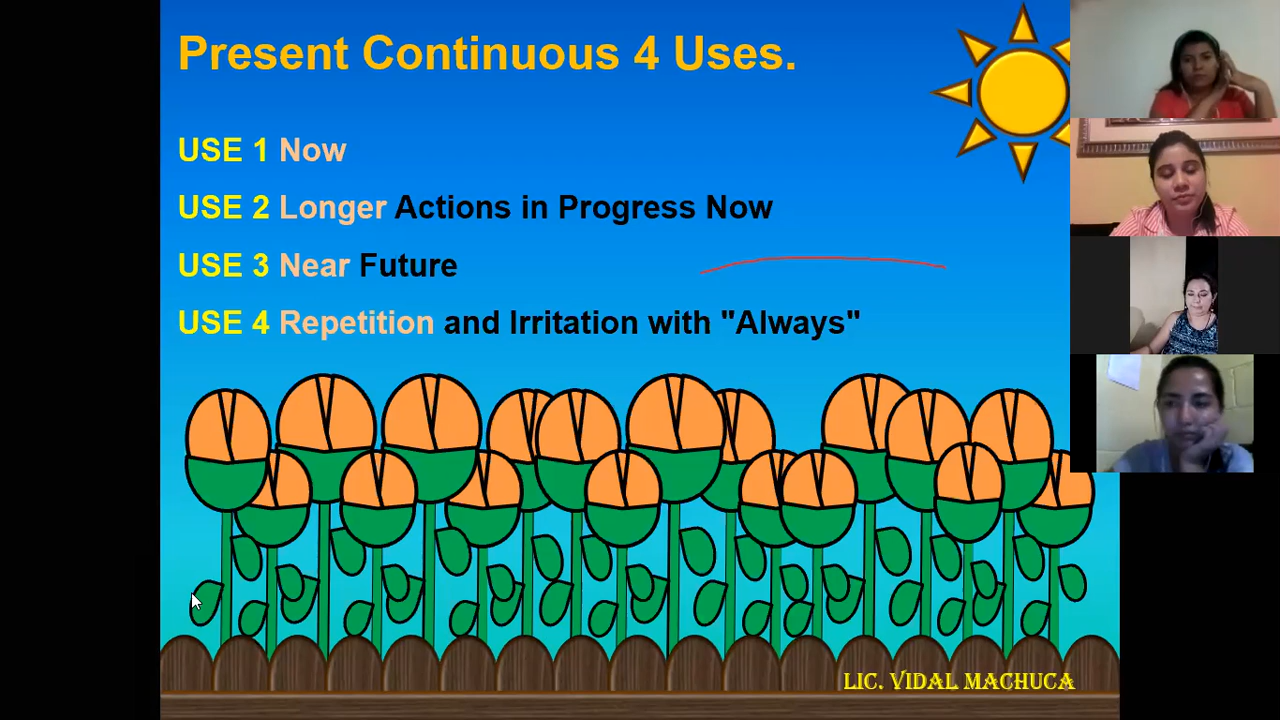 Present Continuous 4 Uses.
USE 1 Now
USE 2 Longer Actions in Progress Now
USE 3 Near Future
USE 4 Repetition and Irritation with "Always"
LIC. VIDAL MACHUCA